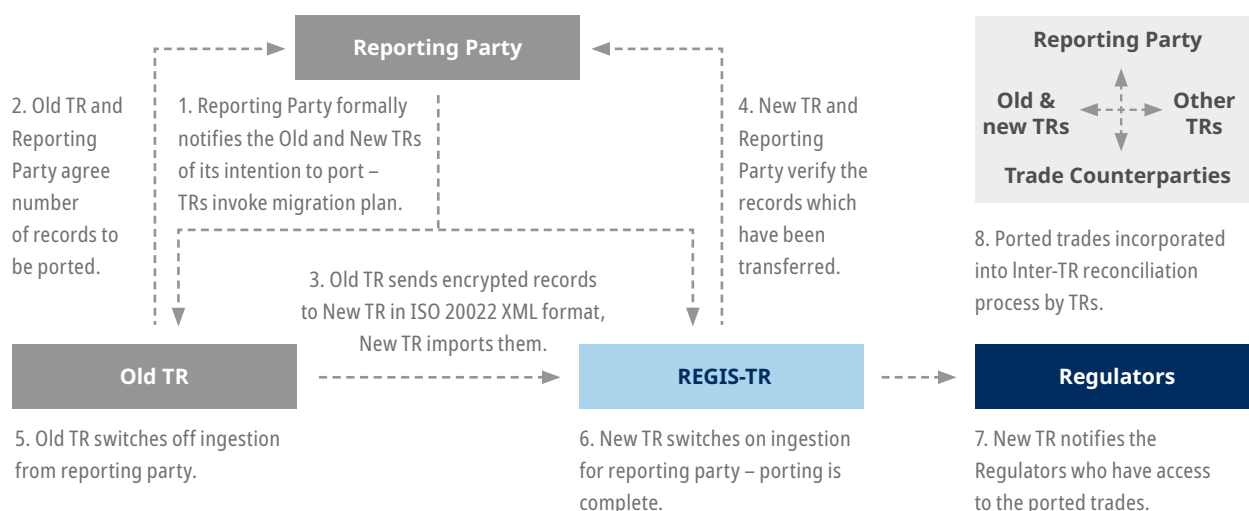 Reporting Party
2. Old TR and
Reporting
Party agree
number
of records to
be ported.
1. Reporting Party formally
notifies the Old and New TRs
of its intention to port –
TRs invoke migration plan.
3. Old TR sends encrypted records
to New TR in ISO 20022 XML format,
New TR imports them.
4. New TR and
Reporting
Party verify the
records which
have been
transferred.
Reporting Party
Old &
new TRs
Other
TRs
Trade Counterparties
8. Ported trades incorporated
into Inter-TR reconciliation
process by TRs.
Old TR
REGIS-TR
Regulators
5. Old TR switches off ingestion
from reporting party.
6. New TR switches on ingestion
for reporting party – porting is
complete.
7. New TR notifies the
Regulators who have access
to the ported trades.